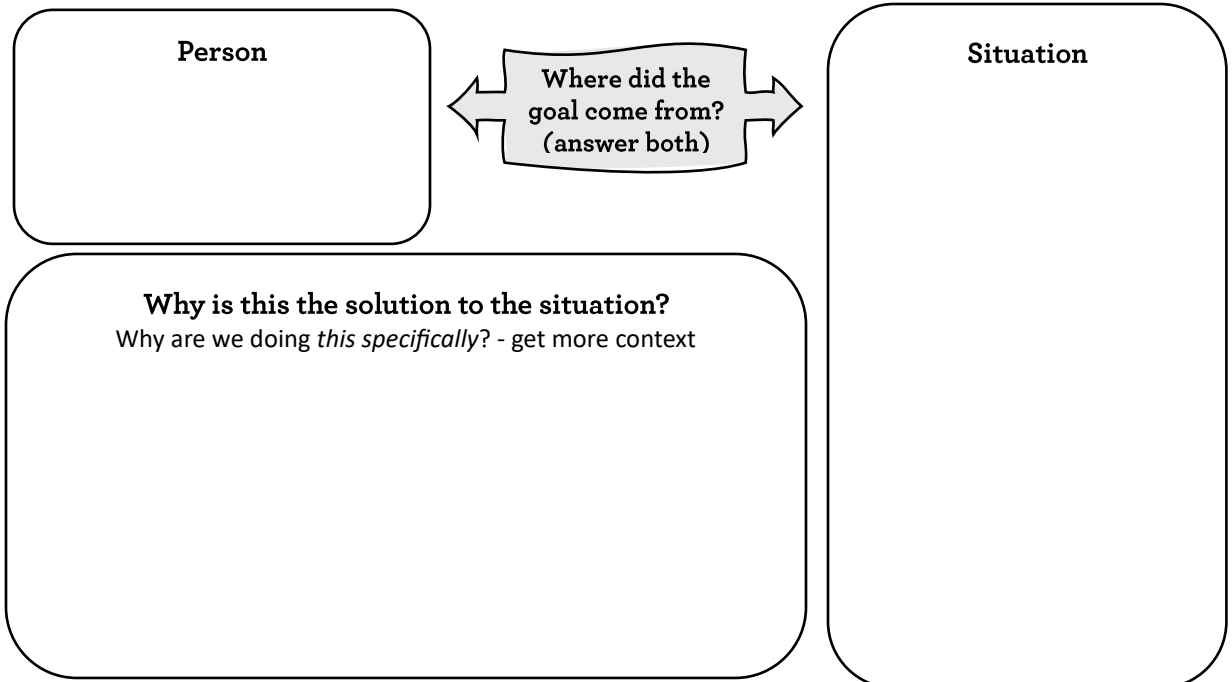 Person
Where did the
goal come from?
(answer both)
Situation
Why is this the solution to the situation?
Why are we doing this specifically? - get more context